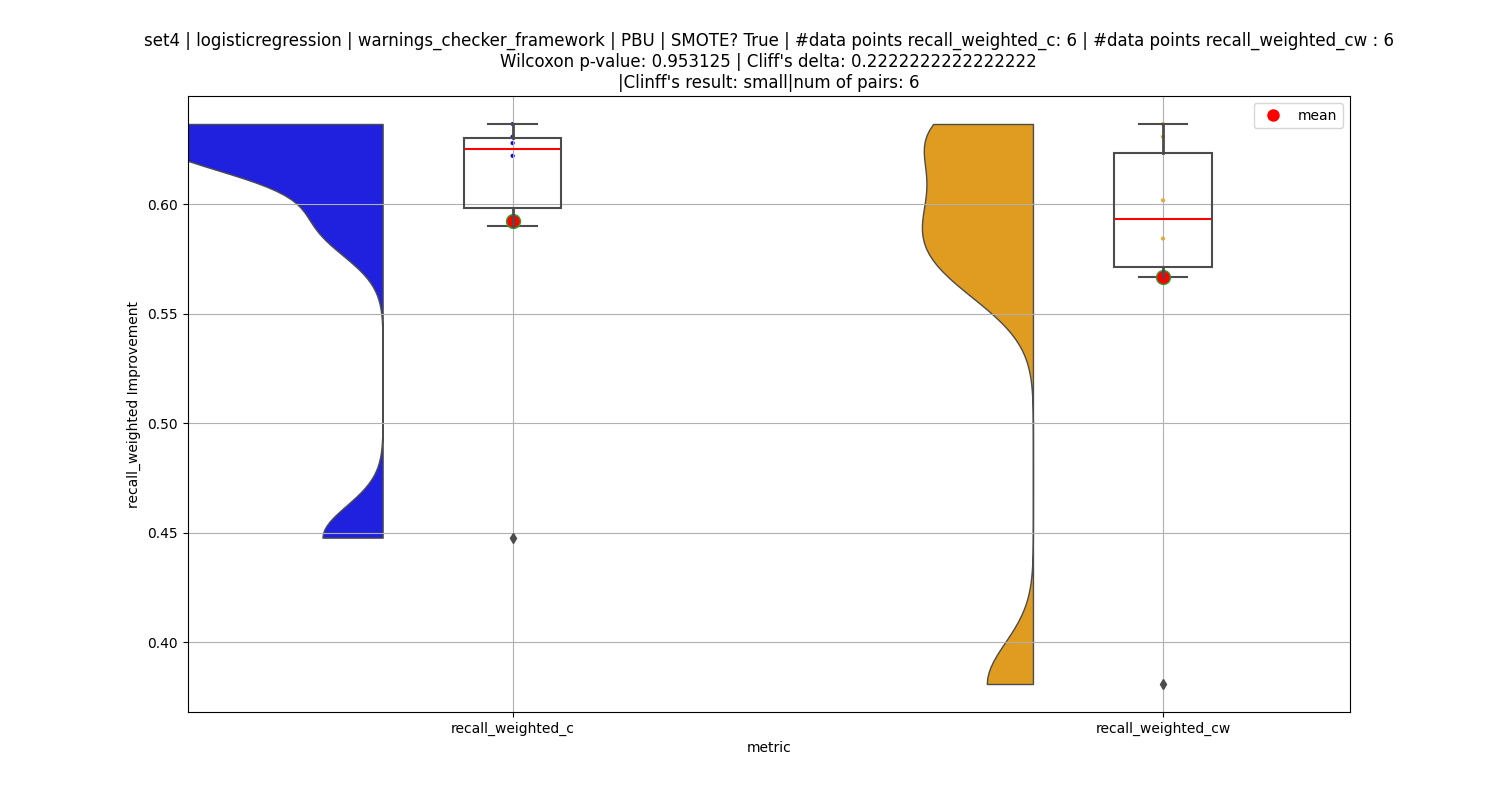 set4 | logisticregression | warnings_checker_framework | PBU | SMOTE? True | #data points recall_weighted_c: 6 | #data points recall_weighted_cw : 6
Wilcoxon p-value: 0.953125 | Cliff's delta: 0.2222222222222222
|Clinff's result: small|num of pairs: 6
mean
0.60
0.55
0.50
0.45
0.40
recall_weighted Improvement
recall_weighted_c
recall_weighted_cw
metric